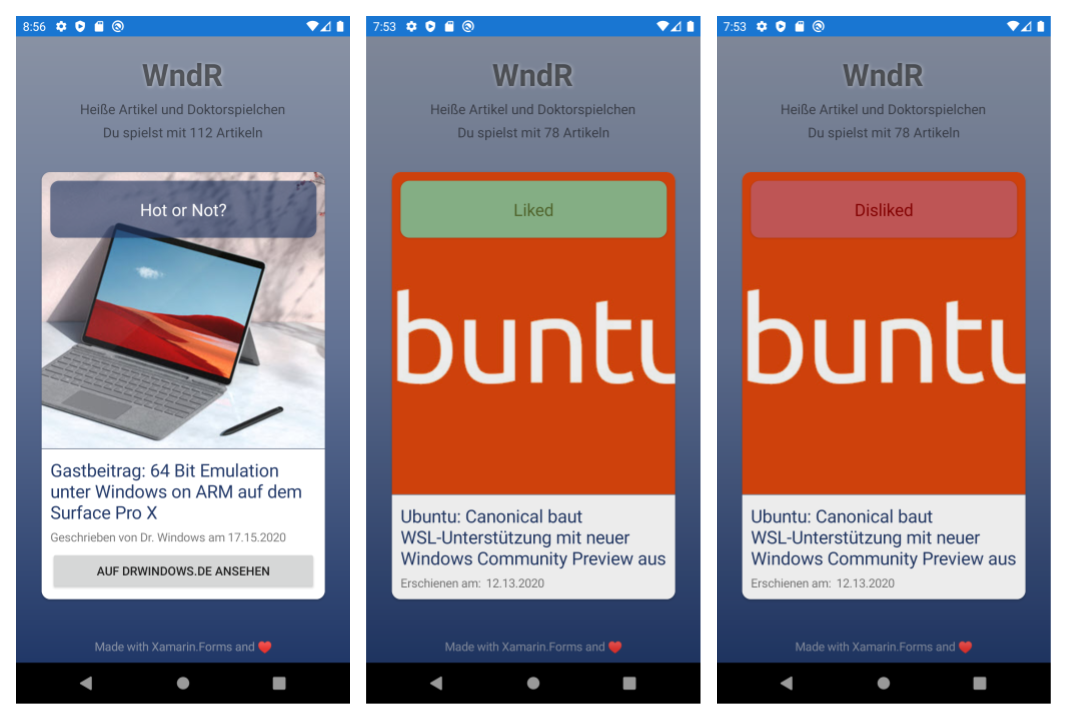 8:56
WndR
Heiße Artikel und Doktorspielchen
Du spielst mit 112 Artikeln
Hot or Not?
Gastbeitrag: 64 Bit Emulation
unter Windows on ARM auf dem
Surface Pro X
Geschrieben von Dr. Windows am 17.15.2020
AUF DRWINDOWS.DE ANSEHEN
Made with Xamarin.Forms and ❤️
7:53
WndR
Heiße Artikel und Doktorspielchen
Du spielst mit 78 Artikeln
Liked
buntu
Ubuntu: Canonical baut
WSL-Unterstützung mit neuer
Windows Community Preview aus
Erschienen am: 12.13.2020
Made with Xamarin.Forms and ❤️
7:53
WndR
Heiße Artikel und Doktorspielchen
Du spielst mit 78 Artikeln
Disliked
buntu
Ubuntu: Canonical baut
WSL-Unterstützung mit neuer
Windows Community Preview aus
Erschienen am: 12.13.2020
Made with Xamarin.Forms and ❤️